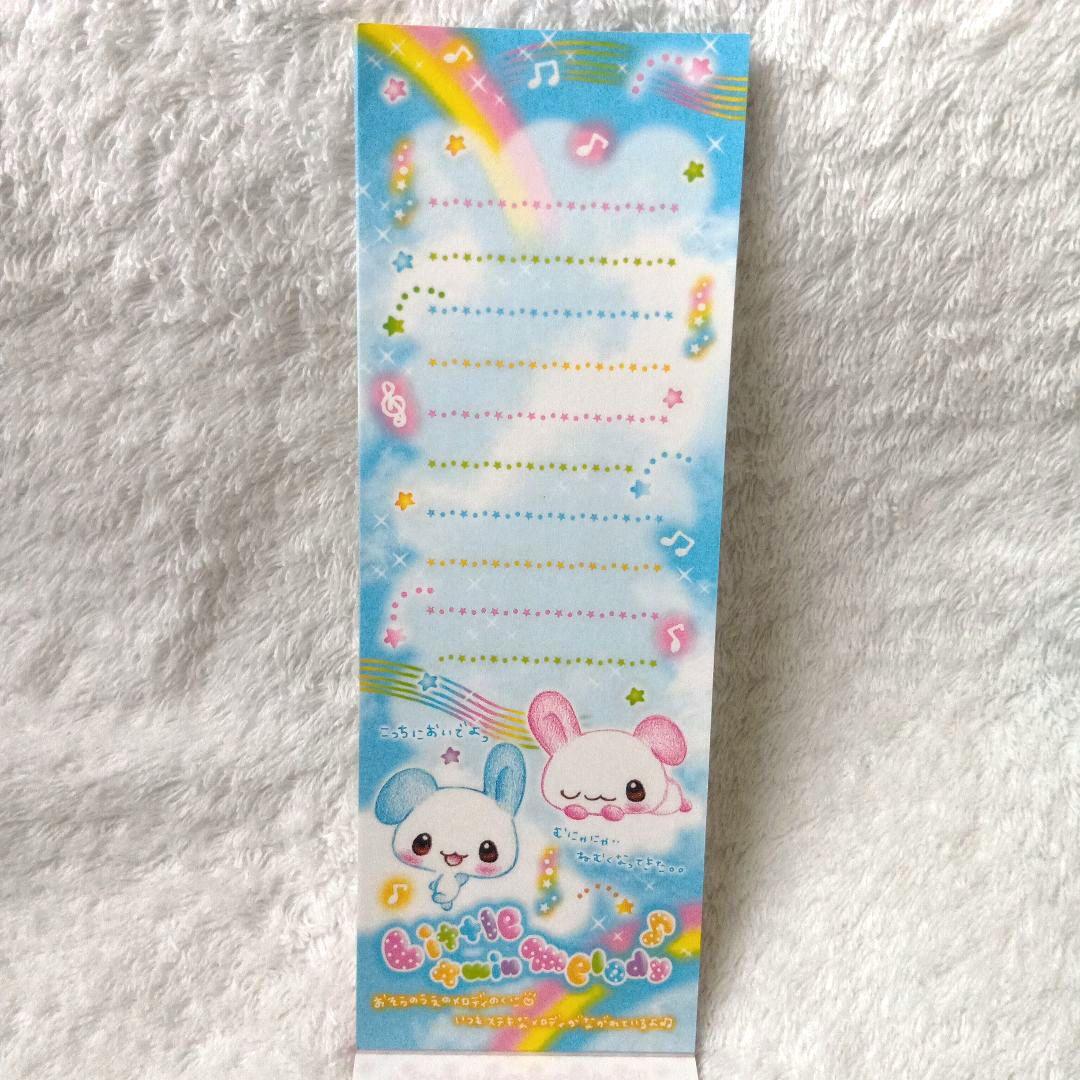 こっちにおいでよっ
むにゃにゃ··
ねむくなってきた。。
Little
twin Melody
おそらのうえのメロディのくに
いつもステキなメロディがながれているよ♫